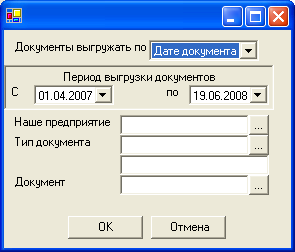 Документы выгружать по Дате документа
Период выгрузки документов
С 01.04.2007 по 19.06.2008
Наше предприятие ...
Тип документа ...
Документ ...
OK Отмена